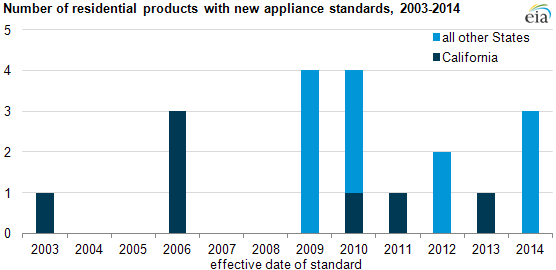 Number of residential products with new appliance standards, 2003-2014
eia
5
all other States
California
4
3
2
1
0
2003 2004 2005 2006 2007 2008 2009 2010 2011 2012 2013 2014
effective date of standard